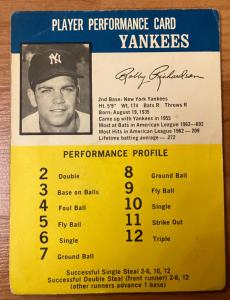 PLAYER PERFORMANCE CARD
YANKEES
Bobby Richardson
2nd Base: New York Yankees
Ht. 5'9" Wt. 174 Bats R Throws R
Born: August 19, 1935
Came up with Yankees in 1955
Most at Bats in American League 1962—692
Most Hits in American League 1962 - 209
Lifetime batting average - .272
PERFORMANCE PROFILE
2 Double
3 Base on Balls
4 Foul Ball
5 Fly Ball
6 Single
7 Ground Ball
8 Ground Ball
9 Fly Ball
10 Single
11 Strike Out
12 Triple
Successful Single Steal 2-6, 10, 12
Successful Double Steal (front runner) 2-6, 12
(other runners advance 1 base)